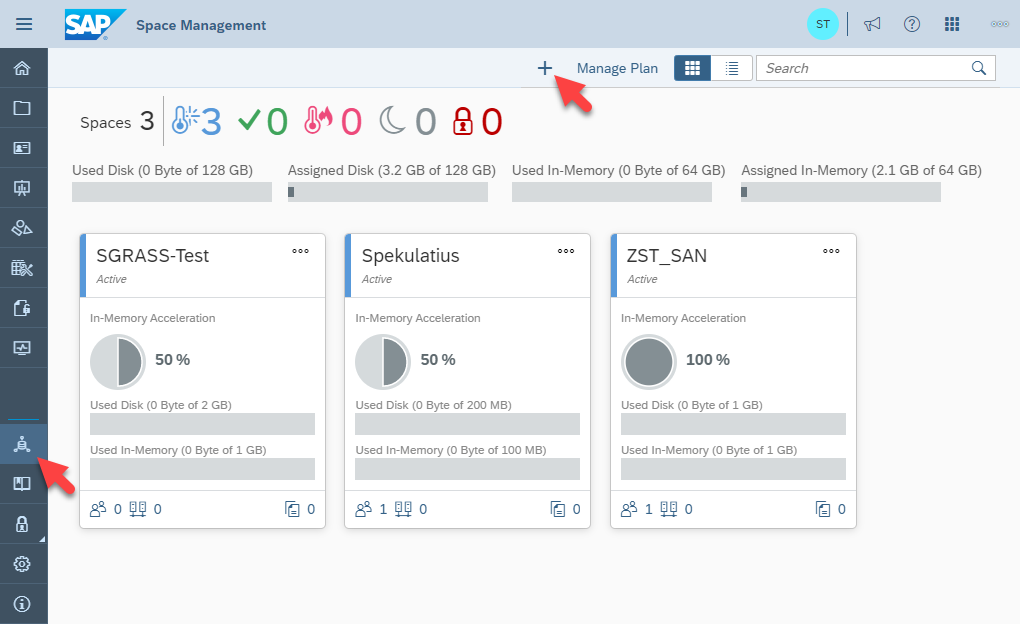 SAP Space Management ST
Manage Plan Search
Spaces 3 3 0 0 0 0
Used Disk (0 Byte of 128 GB) Assigned Disk (3.2 GB of 128 GB) Used In-Memory (0 Byte of 64 GB) Assigned In-Memory (2.1 GB of 64 GB)
SGRASS-Test
Active
In-Memory Acceleration
50 %
Used Disk (0 Byte of 2 GB)
Used In-Memory (0 Byte of 1 GB)
0 0 0
Spekulatius
Active
In-Memory Acceleration
50 %
Used Disk (0 Byte of 200 MB)
Used In-Memory (0 Byte of 100 MB)
1 0 0
ZST_SAN
Active
In-Memory Acceleration
100 %
Used Disk (0 Byte of 1 GB)
Used In-Memory (0 Byte of 1 GB)
1 0 0